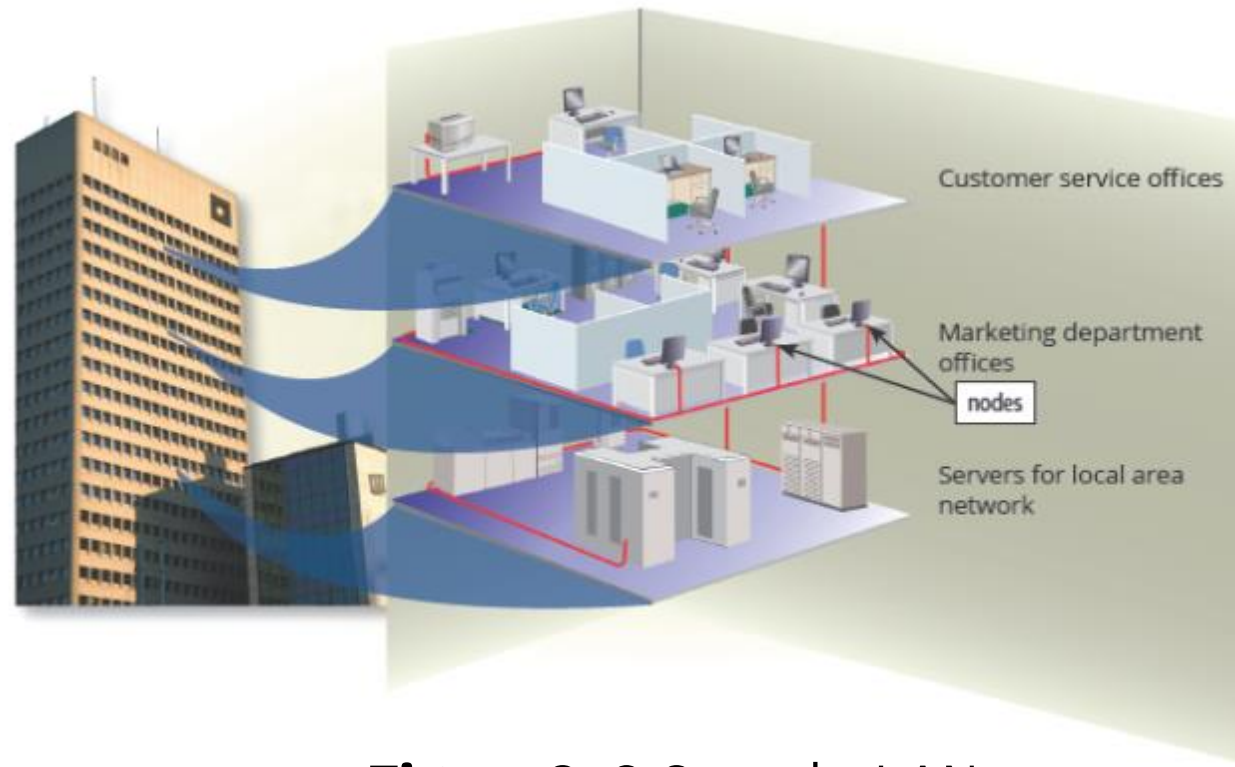 Customer service offices
Marketing department
offices
nodes
Servers for local area
network